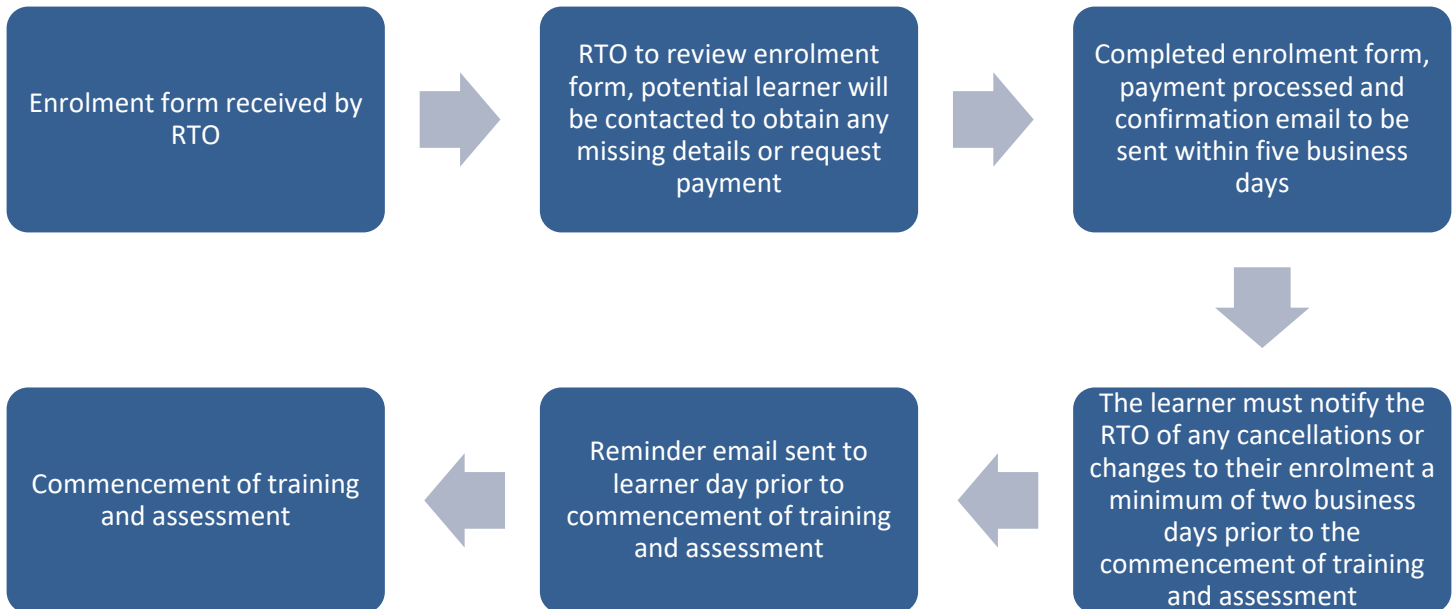 Enrolment form received by
RTO
RTO to review enrolment
form, potential learner will
be contacted to obtain any
missing details or request
payment
Completed enrolment form,
payment processed and
confirmation email to be
sent within five business
days
The learner must notify the
RTO of any cancellations or
changes to their enrolment a
minimum of two business
days prior to the
commencement of training
and assessment
Reminder email sent to
learner day prior to
commencement of training
and assessment
Commencement of training
and assessment